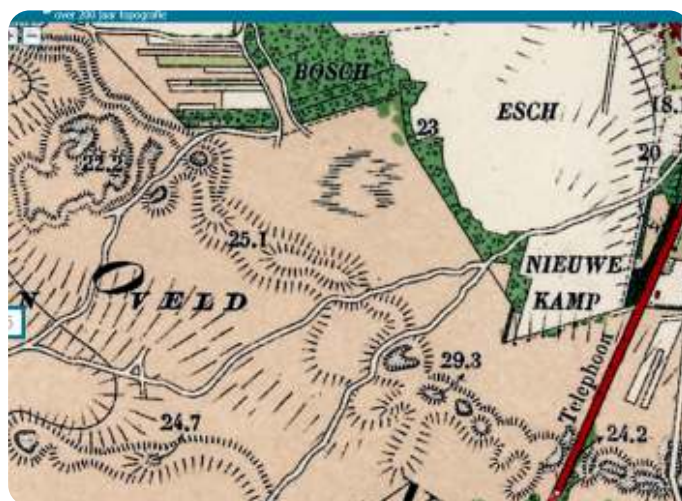 over 200 jaar topografie
BOSCH
ESCH
18.1
23
20
22.2
25.1
NIEUWE
KAMP
N O VELD
29.3
Telephoon
24.7
24.2